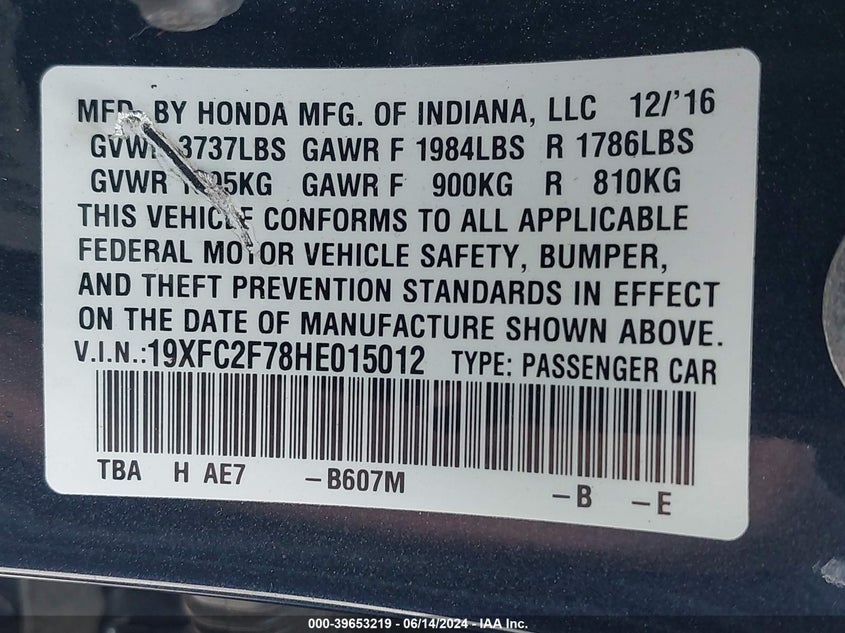 MFD. BY HONDA MFG. OF INDIANA, LLC 12/'16
GVWR 3737LBS GAWR F 1984LBS R 1786LBS
GVWR GAWR F 900KG R 810KG
THIS VEHICLE CONFORMS TO ALL APPLICABLE
FEDERAL MOTOR VEHICLE SAFETY, BUMPER,
AND THEFT PREVENTION STANDARDS IN EFFECT
ON THE DATE OF MANUFACTURE SHOWN ABOVE.
V.I.N.:19XFC2F78HE015012 TYPE: PASSENGER CAR
TBA H AE7 -B607M -B -E
000-39653219 - 06/14/2024 - IAA Inc.